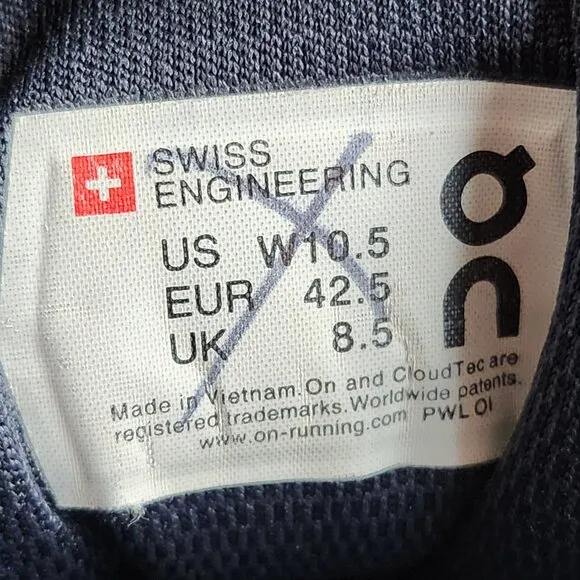 SWISS
ENGINEERING
US W10.5
EUR 42.5
UK 8.5
On
Made in Vietnam. On and CloudTec are
registered trademarks. Worldwide patents.
www.on-running.com PWL 01